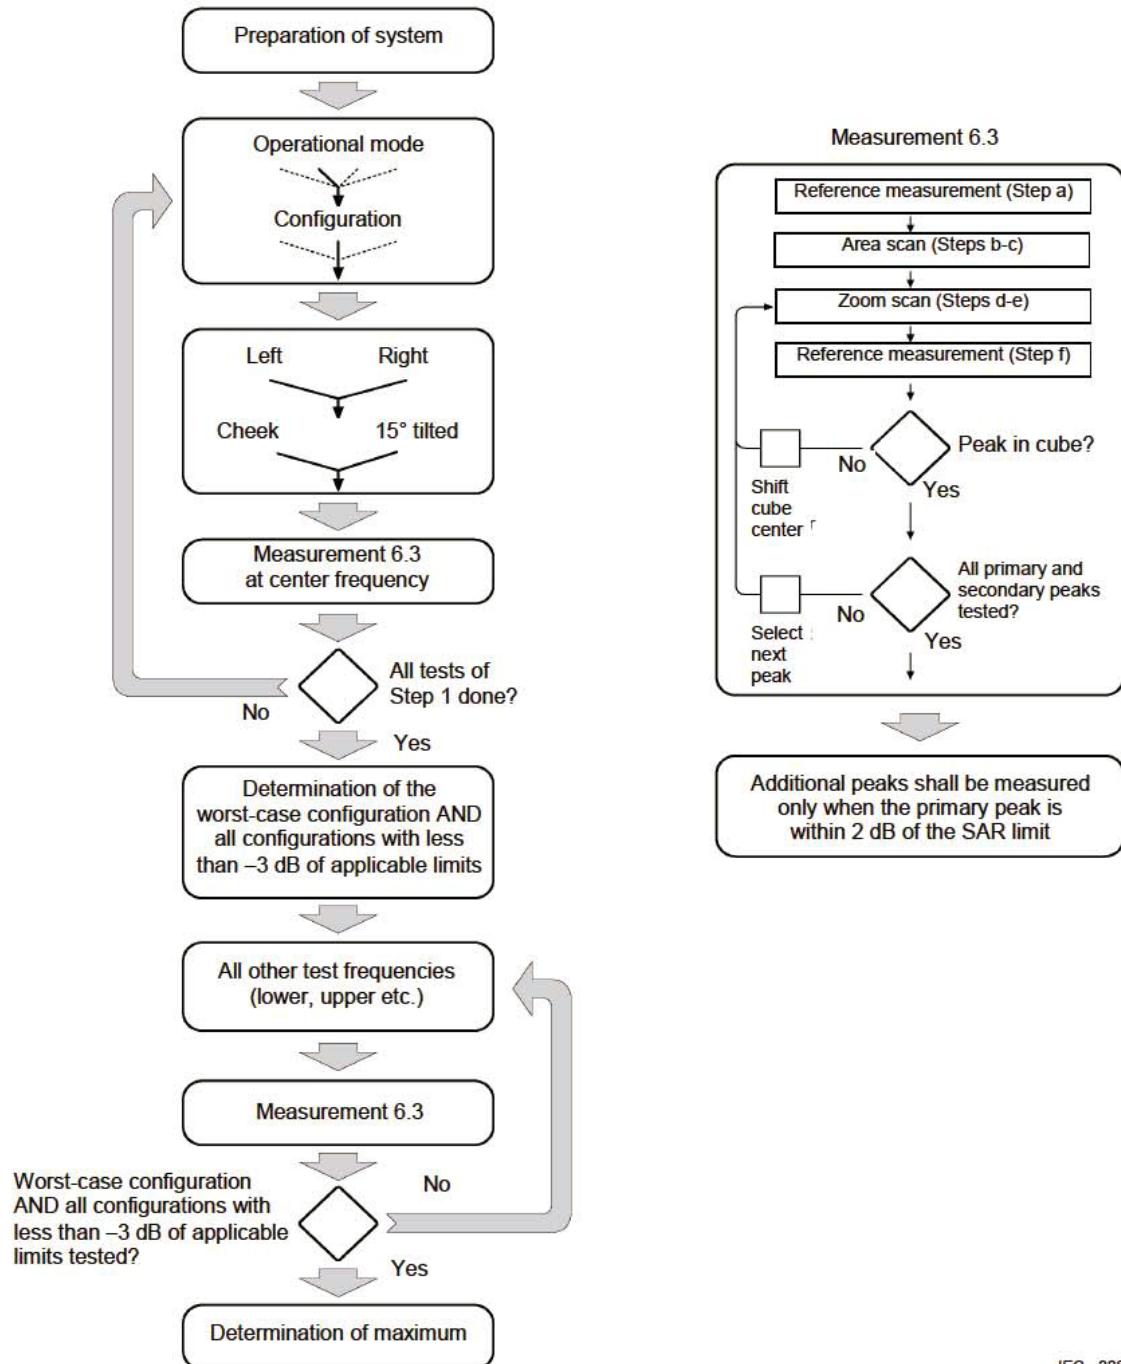 Preparation of system
Operational mode
Configuration
Left Right
Cheek 15° tilted
Measurement 6.3
at center frequency
All tests of
Step 1 done?
No
Yes
Determination of the
worst-case configuration AND
all configurations with less
than –3 dB of applicable limits
All other test frequencies
(lower, upper etc.)
Measurement 6.3
Worst-case configuration
AND all configurations with
less than –3 dB of applicable
limits tested?
No
Yes
Determination of maximum
Measurement 6.3
Reference measurement (Step a)
Area scan (Steps b-c)
Zoom scan (Steps d-e)
Reference measurement (Step f)
Peak in cube?
No
Yes
Shift
cube
center
All primary and
secondary peaks
tested?
No
Yes
Select
next
peak
Additional peaks shall be measured
only when the primary peak is
within 2 dB of the SAR limit